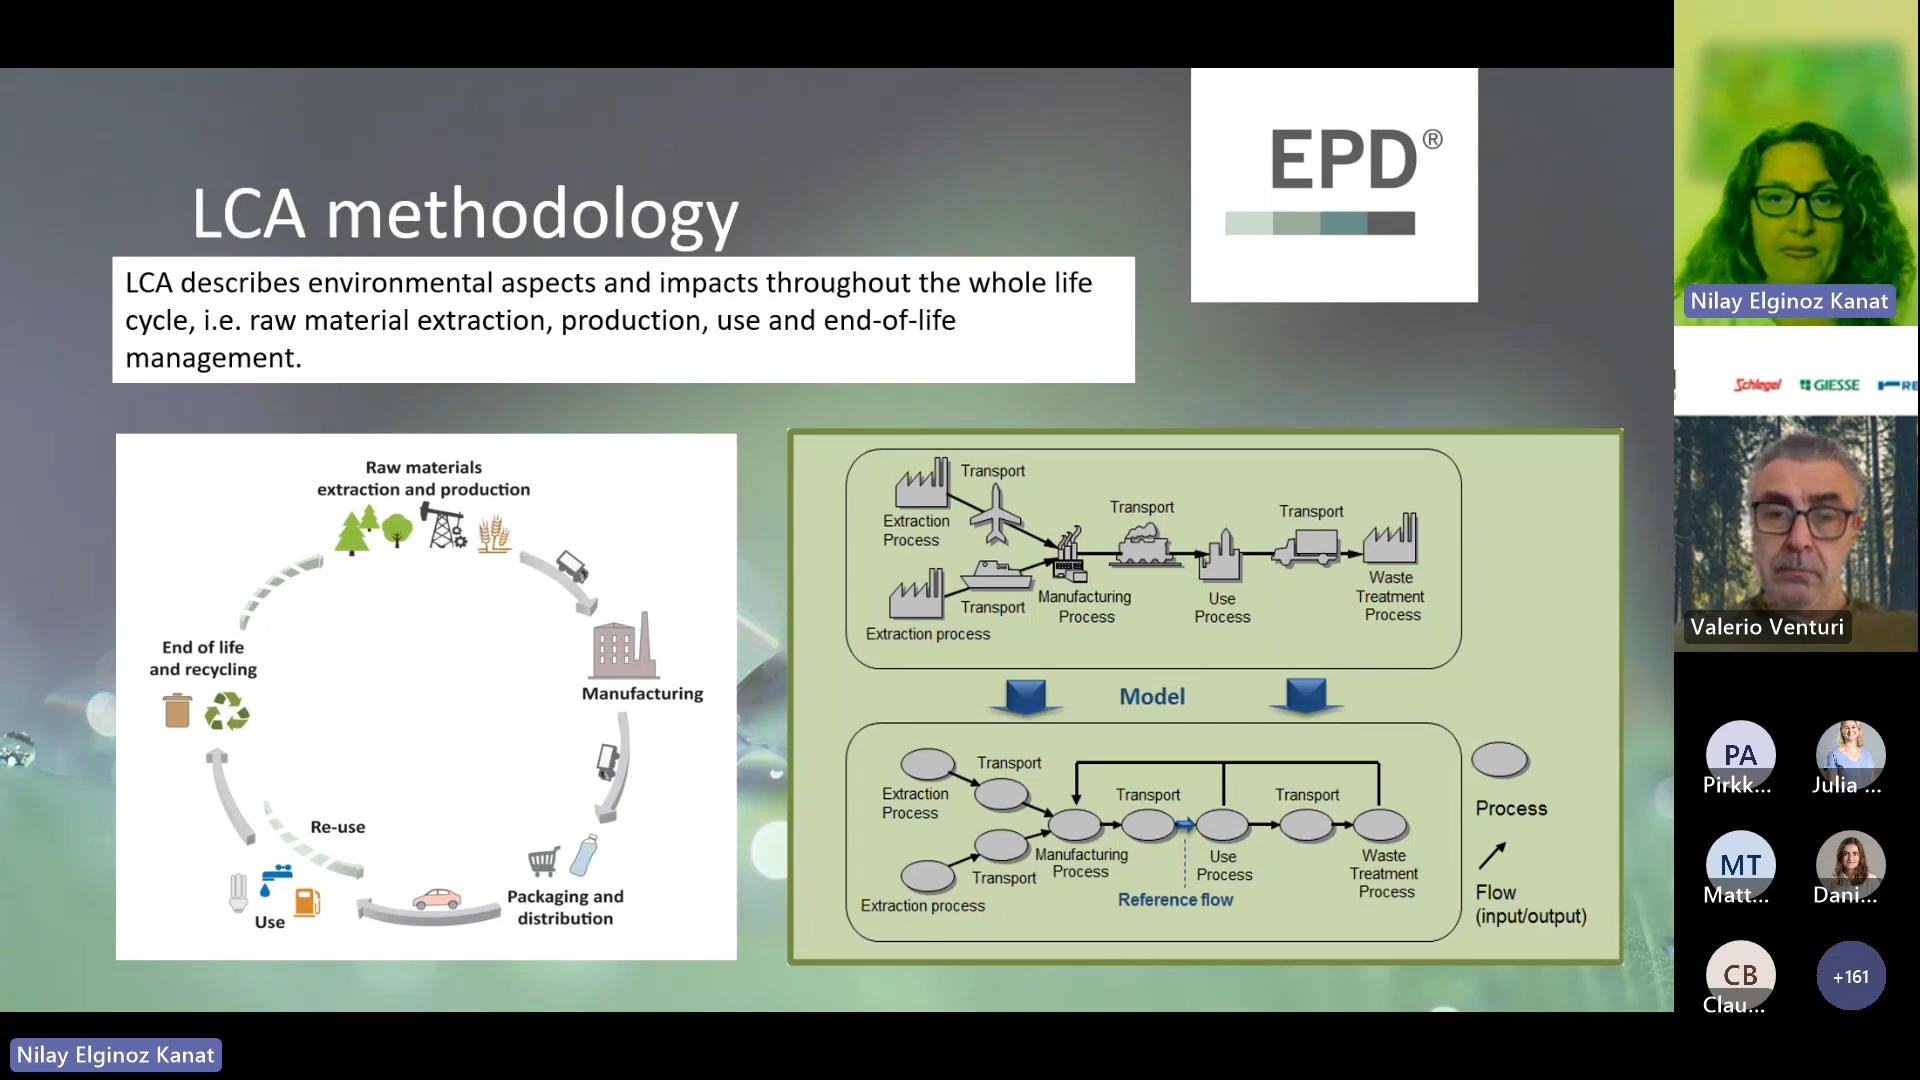 LCA methodology
EPD®
LCA describes environmental aspects and impacts throughout the whole life
cycle, i.e. raw material extraction, production, use and end-of-life
management.
Raw materials
extraction and production
Manufacturing
Packaging and
distribution
Use
Re-use
End of life
and recycling
Transport
Extraction
Process
Transport
Extraction process
Manufacturing
Process
Transport
Use
Process
Transport
Waste
Treatment
Process
Model
Transport
Extraction
Process
Transport
Extraction process
Manufacturing
Process
Transport
Reference flow
Use
Process
Transport
Waste
Treatment
Process
Process
Flow
(input/output)
Nilay Elginoz Kanat
Schlegel
GIESSE
RE
Valerio Venturi
PA
Pirkk...
Julia ...
MT
Matt...
Dani...
CB
Clau...
+161
Nilay Elginoz Kanat